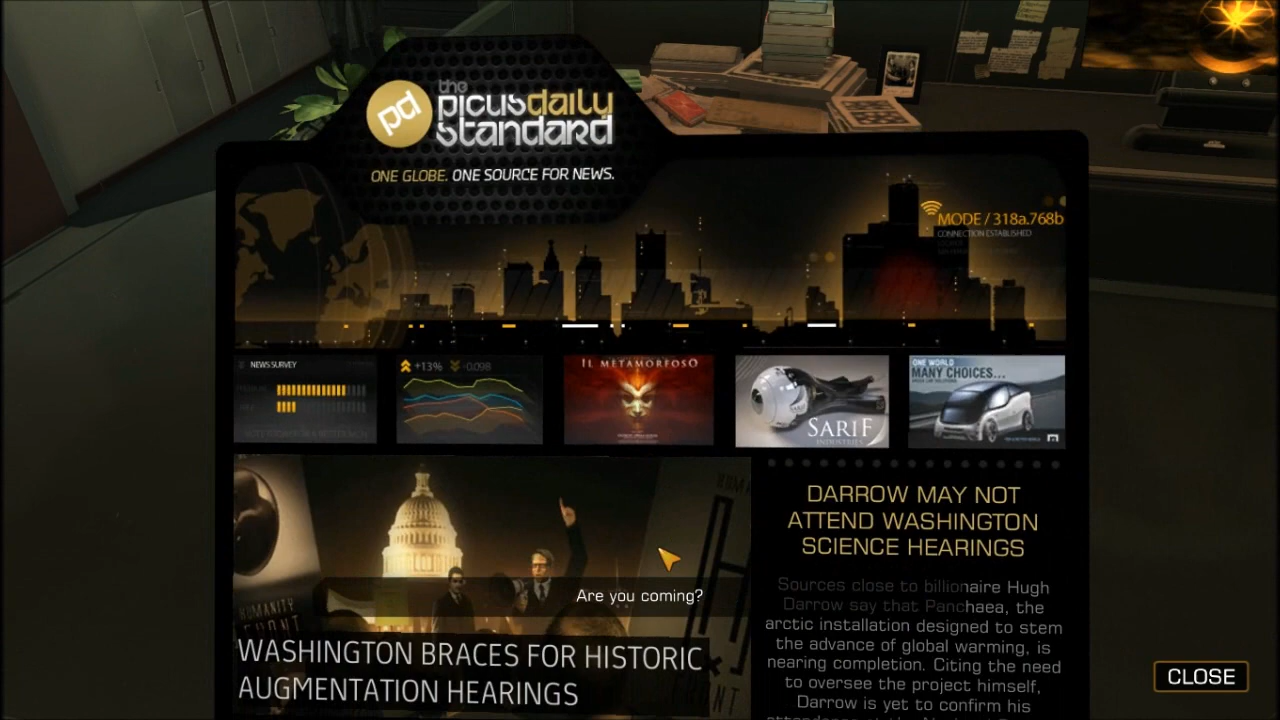 pd
the
picusdaily
standard
ONE GLOBE. ONE SOURCE FOR NEWS.
MODE / 318a.768b
CONNECTION ESTABLISHED
NEWS SURVEY
+13% -0.098
IL METAMORFOSO
SARIF
INDUSTRIES
ONE WORLD
MANY CHOICES...
DARROW MAY NOT
ATTEND WASHINGTON
SCIENCE HEARINGS
Sources close to billionaire Hugh
Darrow say that Panchaea, the
arctic installation designed to stem
the advance of global warming, is
nearing completion. Citing the need
to oversee the project himself,
Darrow is yet to confirm his
Are you coming?
HUMANITY
FRONT
WASHINGTON BRACES FOR HISTORIC
AUGMENTATION HEARINGS
CLOSE